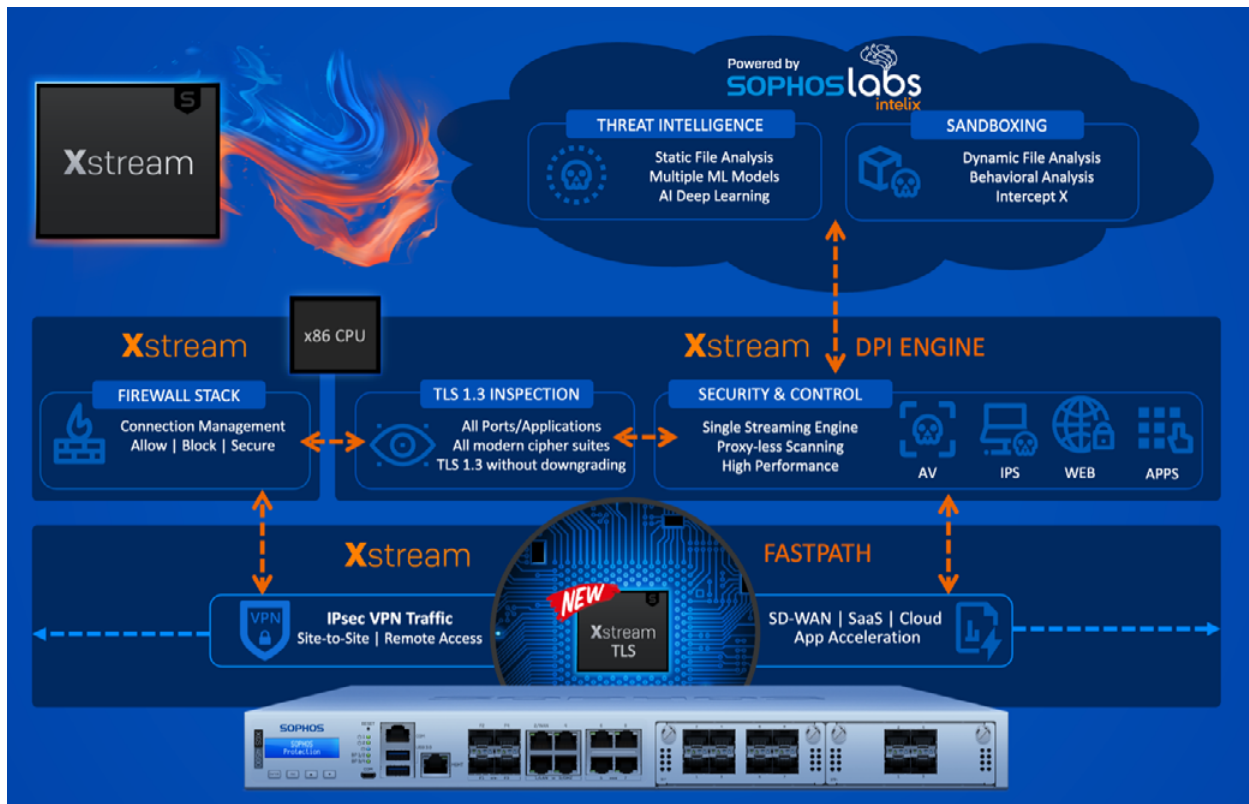 S
Xstream
Powered by
SOPHOSlabs
intelix
THREAT INTELLIGENCE
Static File Analysis
Multiple ML Models
AI Deep Learning
SANDBOXING
Dynamic File Analysis
Behavioral Analysis
Intercept X
x86 CPU
Xstream
Xstream DPI ENGINE
FIREWALL STACK
Connection Management
Allow | Block | Secure
TLS 1.3 INSPECTION
All Ports/Applications
All modern cipher suites
TLS 1.3 without downgrading
SECURITY & CONTROL
Single Streaming Engine
Proxy-less Scanning
High Performance
AV
IPS
WEB
APPS
Xstream
FASTPATH
VPN
IPsec VPN Traffic
Site-to-Site | Remote Access
NEW
S
Xstream
TLS
SD-WAN | SaaS | Cloud
App Acceleration
SOPHOS
SOPHOS
Protection
RESET
COM